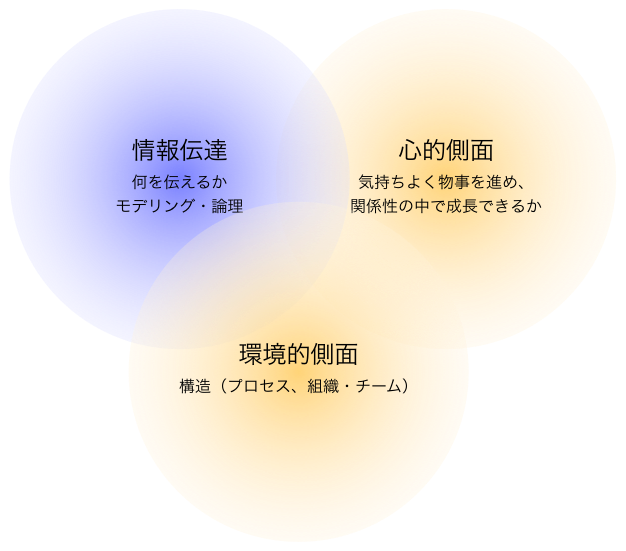 情報伝達
何を伝えるか
モデリング・論理
心的側面
気持ちよく物事を進め、
関係性の中で成長できるか
環境的側面
構造（プロセス、組織・チーム）